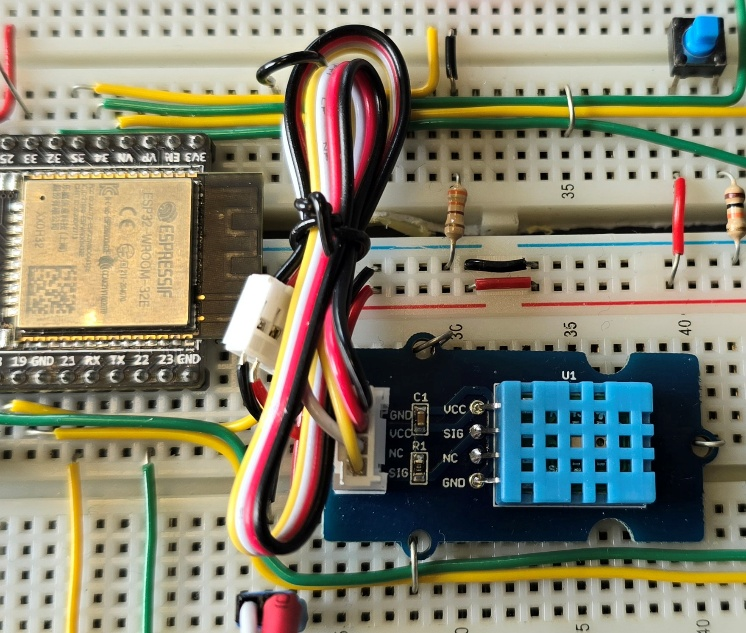 25 33 32 35 34 VN VP EN 3V3
ESPRESSIF
ESP32-WROOM-32E
CE
35
30
35
40
19 GND 21 RX TX 22 23 GND
U1
C1
GND
VCC
NC
SIG
R1
VCC
SIG
NC
GND